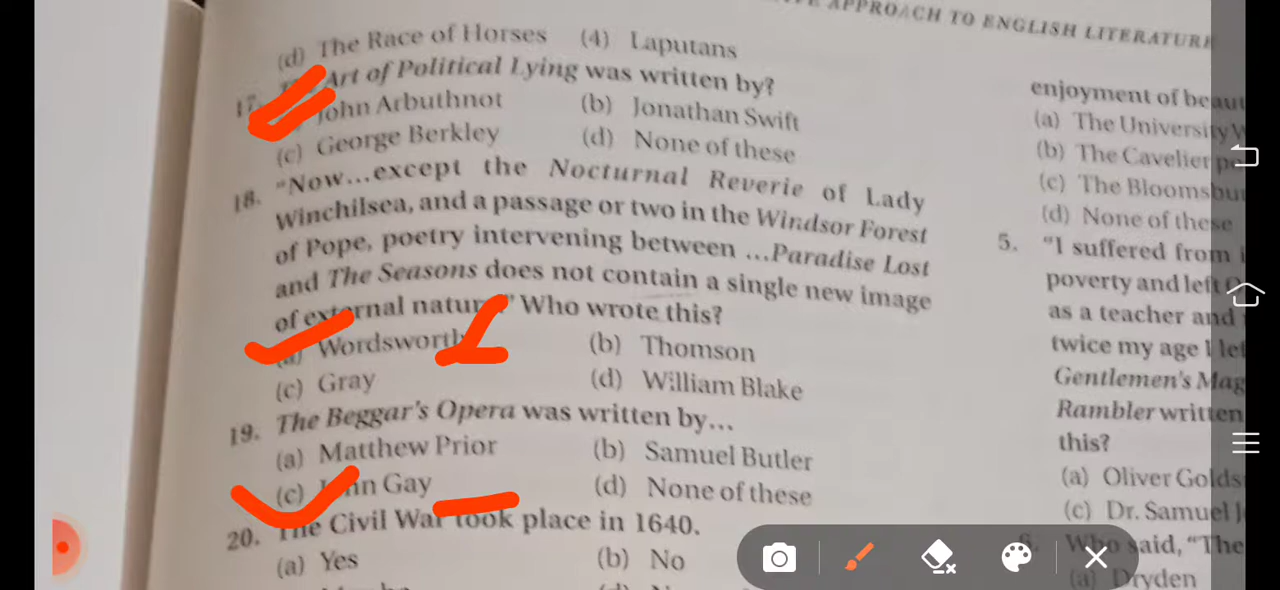 APPROACH TO ENGLISH LITERATURE
(d) The Race of Horses (4) Laputans
17. Art of Political Lying was written by?
John Arbuthnot (b) Jonathan Swift
(c) George Berkley (d) None of these
18. "Now...except the Nocturnal Reverie of Lady
Winchilsea, and a passage or two in the Windsor Forest
of Pope, poetry intervening between ...Paradise Lost
and The Seasons does not contain a single new image
of external nature" Who wrote this?
(a) Wordsworth (b) Thomson
(c) Gray (d) William Blake
19. The Beggar's Opera was written by...
(a) Matthew Prior (b) Samuel Butler
(c) John Gay (d) None of these
20. The Civil War took place in 1640.
(a) Yes (b) No
enjoyment of beaut
(a) The University W
(b) The Cavelier po
(c) The Bloomsbur
(d) None of these
5. "I suffered from i
poverty and left
as a teacher and
twice my age I lef
Gentlemen's Mag
Rambler written
this?
(a) Oliver Golds
(c) Dr. Samuel J
Who said, "The
(a) Dryden